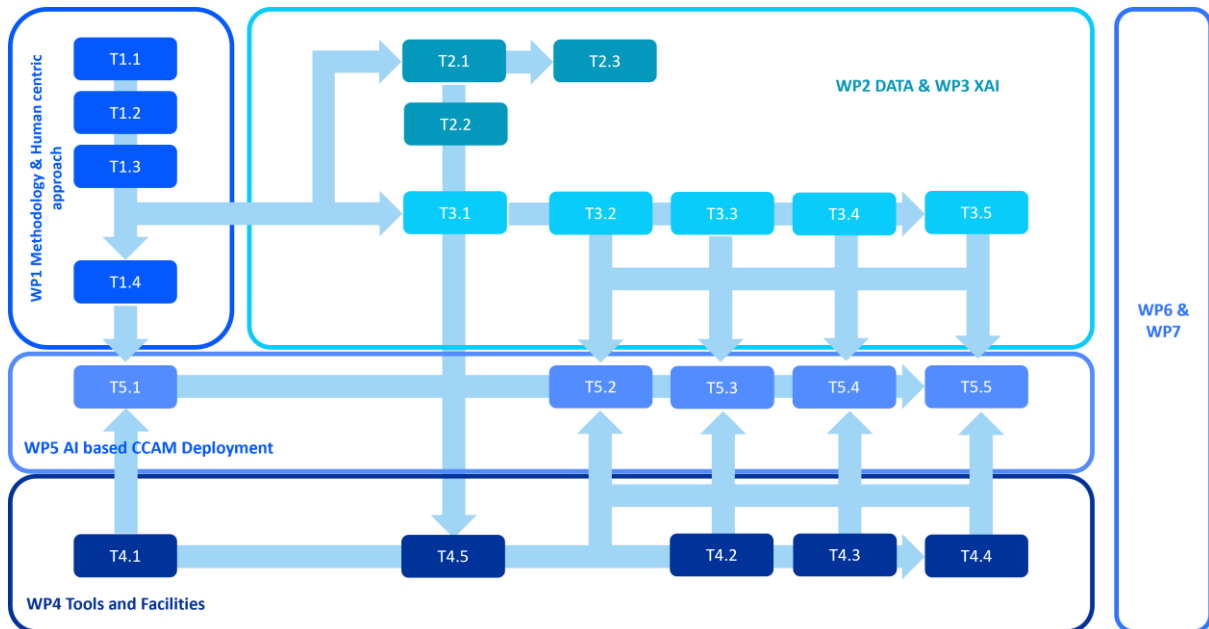 WP1 Methodology & Human centric
approach
T1.1
T1.2
T1.3
T1.4
T2.1
T2.3
WP2 DATA & WP3 XAI
T2.2
T3.1
T3.2
T3.3
T3.4
T3.5
WP6 &
WP7
T5.1
T5.2
T5.3
T5.4
T5.5
WP5 AI based CCAM Deployment
T4.1
T4.5
T4.2
T4.3
T4.4
WP4 Tools and Facilities